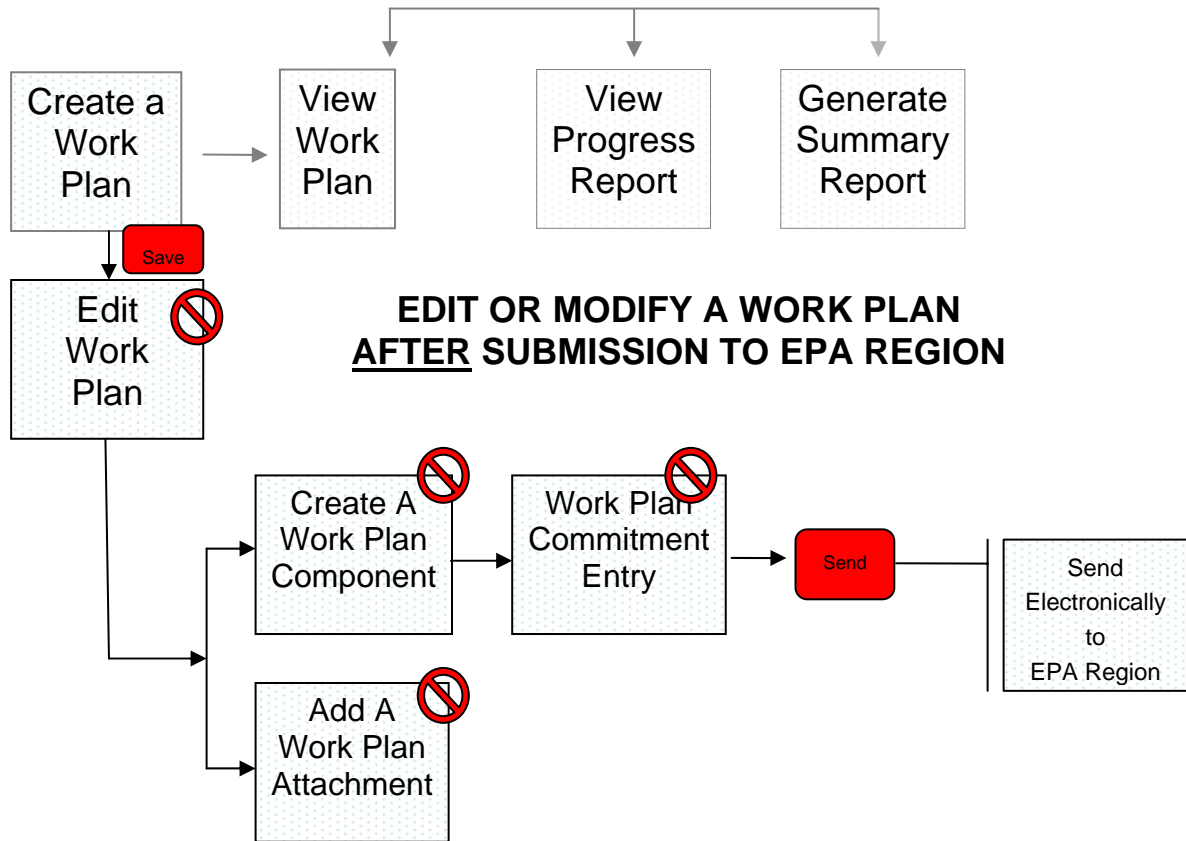 Create a
Work
Plan
View
Work
Plan
View
Progress
Report
Generate
Summary
Report
Save
Edit
Work
Plan
EDIT OR MODIFY A WORK PLAN
AFTER SUBMISSION TO EPA REGION
Create A
Work Plan
Component
Work Plan
Commitment
Entry
Send
Send
Electronically
to
EPA Region
Add A
Work Plan
Attachment